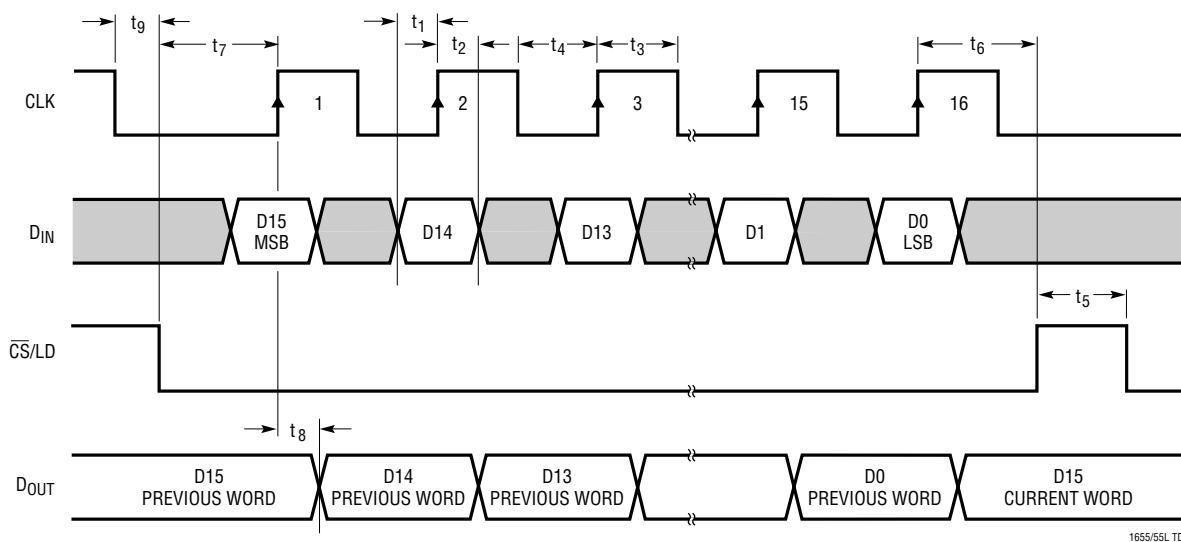 t9
t7
t1
t2
t4
t3
t6
CLK
1
2
3
15
16
DIN
D15
MSB
D14
D13
D1
D0
LSB
t5
C̅S̅/LD
t8
DOUT
D15
PREVIOUS WORD
D14
PREVIOUS WORD
D13
PREVIOUS WORD
D0
PREVIOUS WORD
D15
CURRENT WORD
1655/55L TD